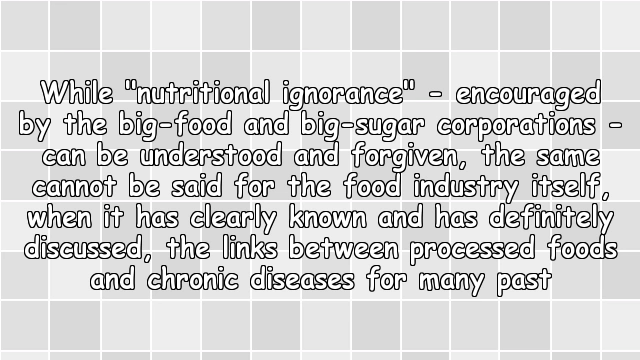 While "nutritional ignorance" - encouraged
by the big-food and big-sugar corporations -
can be understood and forgiven, the same
cannot be said for the food industry itself,
when it has clearly known and has definitely
discussed, the links between processed foods
and chronic diseases for many past